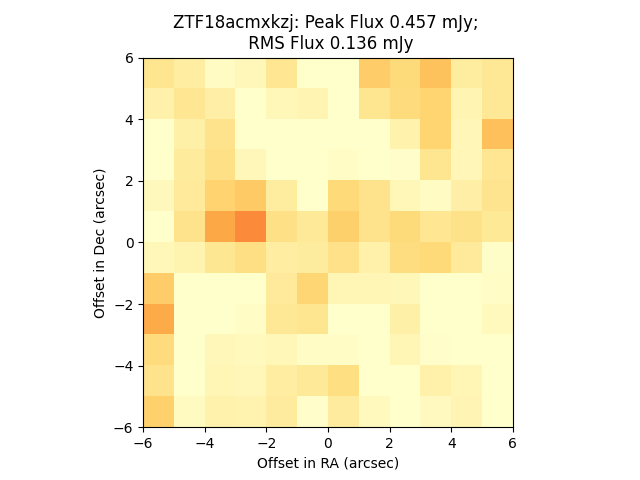 ZTF18acmxkzj: Peak Flux 0.457 mJy;
RMS Flux 0.136 mJy
6
4
2
0
−2
−4
−6
Offset in Dec (arcsec)
−6 −4 −2 0 2 4 6
Offset in RA (arcsec)